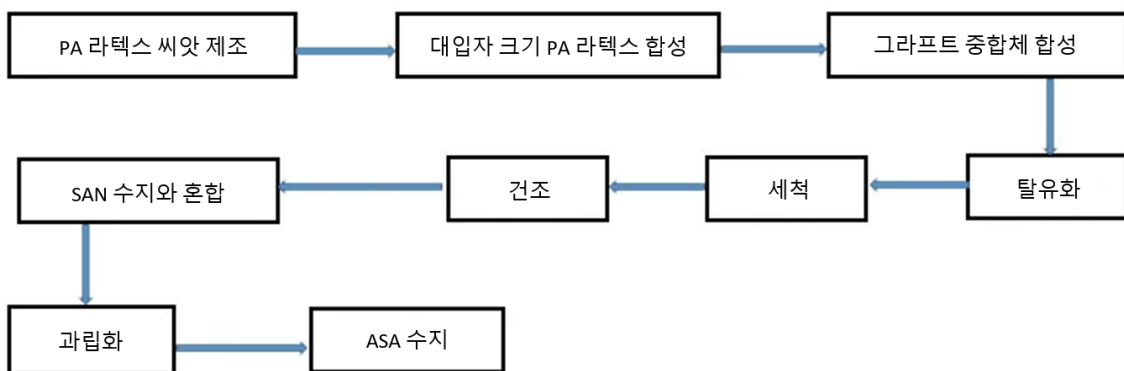 PA 라텍스 씨앗 제조
대입자 크기 PA 라텍스 합성
그라프트 중합체 합성
탈유화
세척
건조
SAN 수지와 혼합
과립화
ASA 수지